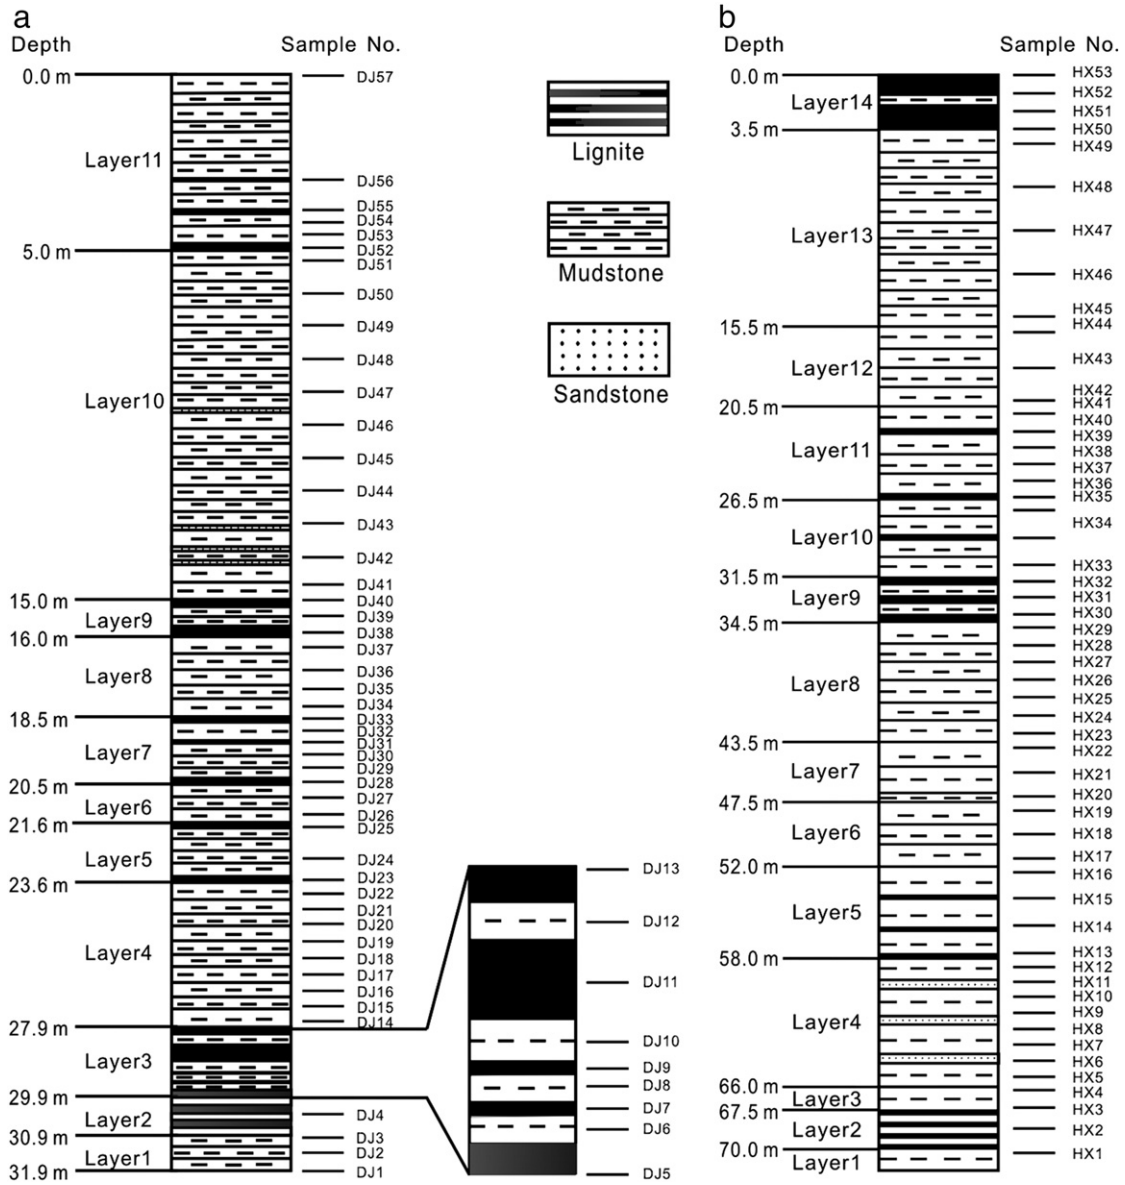 a
Depth
Sample No.
0.0 m
DJ57
Layer11
DJ56
DJ55
DJ54
DJ53
5.0 m
DJ52
DJ51
DJ50
DJ49
DJ48
DJ47
Layer10
DJ46
DJ45
DJ44
DJ43
DJ42
DJ41
15.0 m
DJ40
Layer9
DJ39
16.0 m
DJ38
DJ37
Layer8
DJ36
DJ35
DJ34
18.5 m
DJ33
DJ32
Layer7
DJ31
DJ30
DJ29
20.5 m
DJ28
Layer6
DJ27
DJ26
21.6 m
DJ25
Layer5
DJ24
23.6 m
DJ23
DJ22
DJ21
DJ20
Layer4
DJ19
DJ18
DJ17
DJ16
DJ15
27.9 m
DJ14
Layer3
29.9 m
Layer2
DJ4
30.9 m
DJ3
Layer1
DJ2
31.9 m
DJ1
DJ13
DJ12
DJ11
DJ10
DJ9
DJ8
DJ7
DJ6
DJ5
Lignite
Mudstone
Sandstone
b
Depth
Sample No.
0.0 m
HX53
Layer14
HX52
HX51
3.5 m
HX50
HX49
HX48
Layer13
HX47
HX46
HX45
15.5 m
HX44
Layer12
HX43
HX42
20.5 m
HX41
HX40
HX39
Layer11
HX38
HX37
HX36
26.5 m
HX35
Layer10
HX34
HX33
31.5 m
HX32
Layer9
HX31
HX30
34.5 m
HX29
HX28
HX27
Layer8
HX26
HX25
HX24
43.5 m
HX23
HX22
Layer7
HX21
47.5 m
HX20
HX19
Layer6
HX18
HX17
52.0 m
HX16
HX15
Layer5
HX14
58.0 m
HX13
HX12
HX11
HX10
Layer4
HX9
HX8
HX7
HX6
HX5
66.0 m
HX4
Layer3
67.5 m
HX3
Layer2
HX2
70.0 m
HX1
Layer1